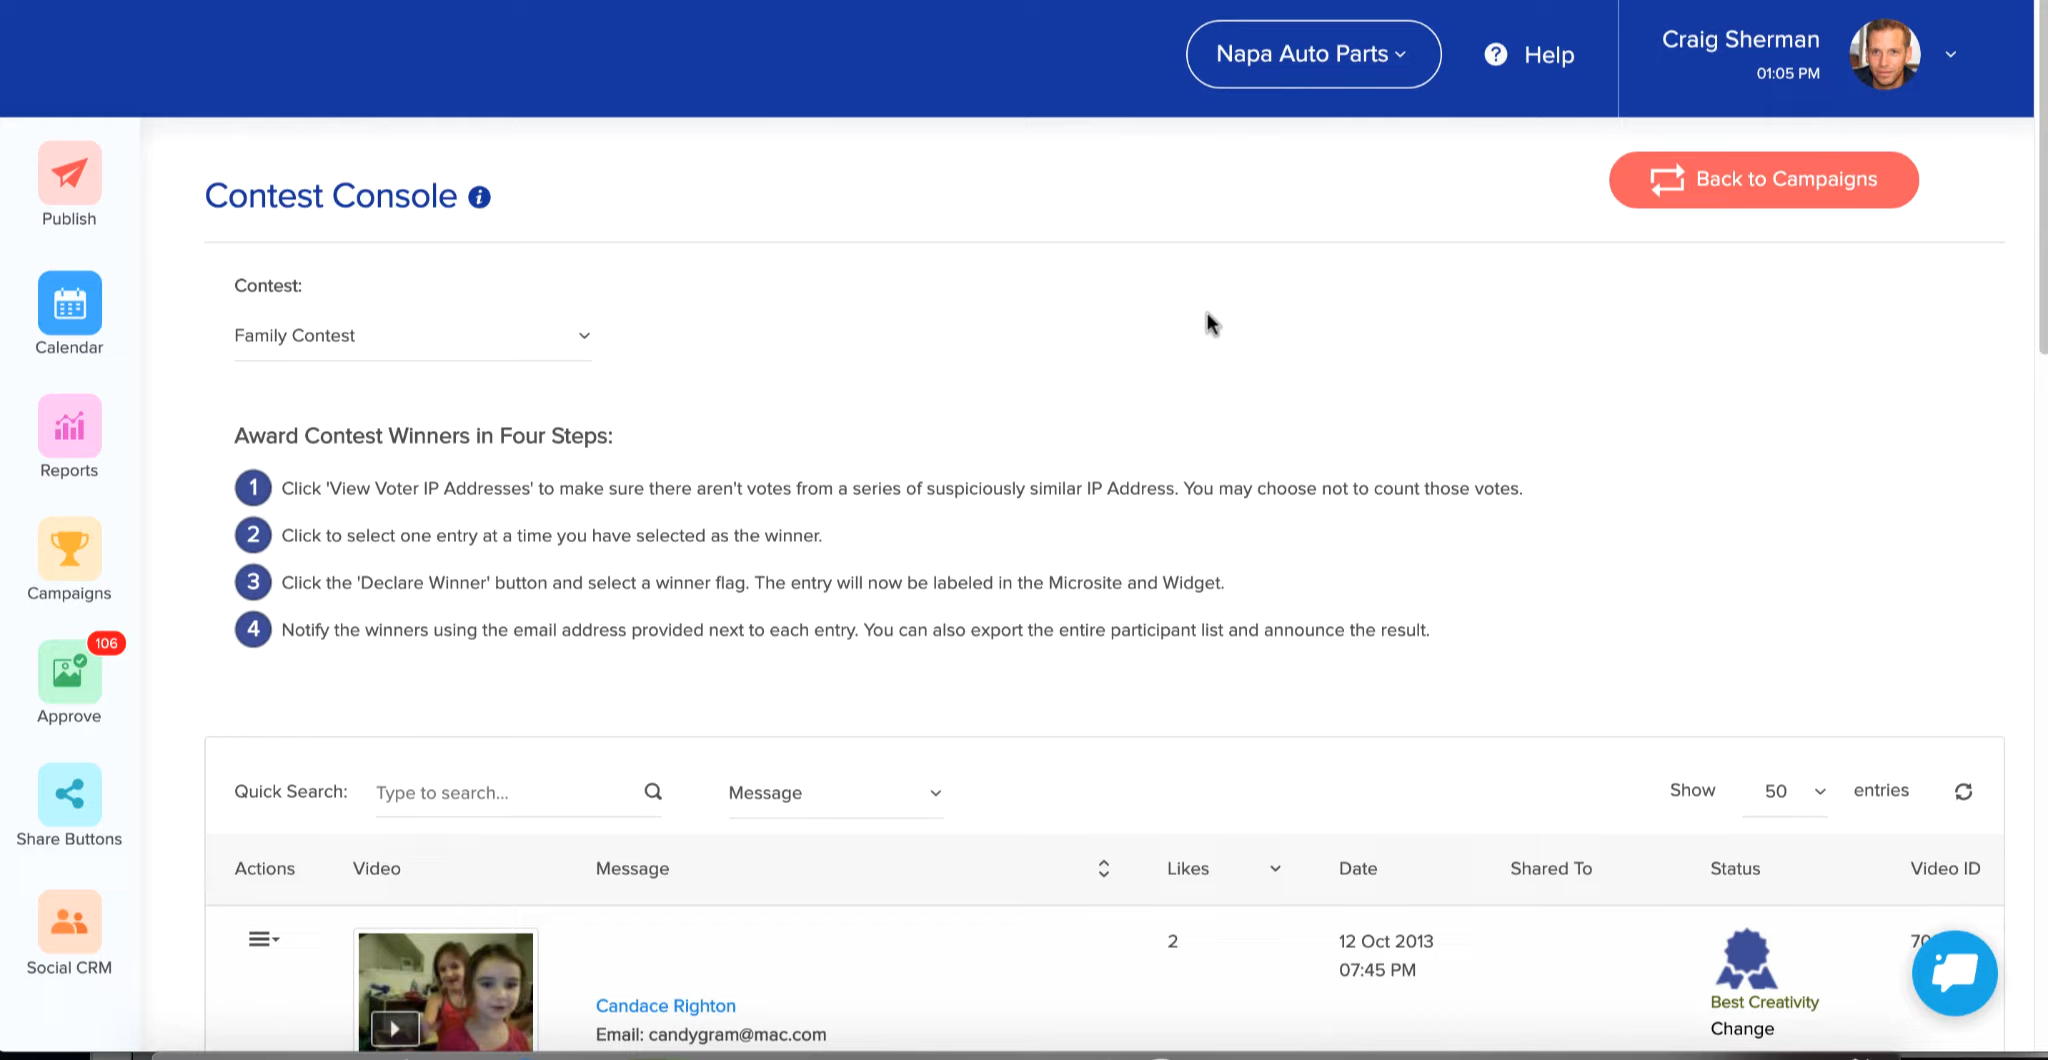 Napa Auto Parts
Help
Craig Sherman
01:05 PM
Publish
Calendar
Reports
Campaigns
106
Approve
Share Buttons
Social CRM
Contest Console
Back to Campaigns
Contest:
Family Contest
Award Contest Winners in Four Steps:
1 Click 'View Voter IP Addresses' to make sure there aren't votes from a series of suspiciously similar IP Address. You may choose not to count those votes.
2 Click to select one entry at a time you have selected as the winner.
3 Click the 'Declare Winner' button and select a winner flag. The entry will now be labeled in the Microsite and Widget.
4 Notify the winners using the email address provided next to each entry. You can also export the entire participant list and announce the result.
Quick Search: Type to search... Message Show 50 entries
Actions Video Message Likes Date Shared To Status Video ID
2
12 Oct 2013
07:45 PM
Candace Righton
Email: candygram@mac.com
Best Creativity
Change